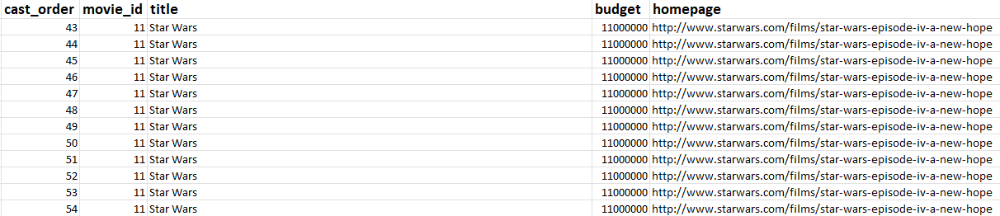 cast_order movie_id title budget homepage
43 11 Star Wars 11000000 http://www.starwars.com/films/star-wars-episode-iv-a-new-hope
44 11 Star Wars 11000000 http://www.starwars.com/films/star-wars-episode-iv-a-new-hope
45 11 Star Wars 11000000 http://www.starwars.com/films/star-wars-episode-iv-a-new-hope
46 11 Star Wars 11000000 http://www.starwars.com/films/star-wars-episode-iv-a-new-hope
47 11 Star Wars 11000000 http://www.starwars.com/films/star-wars-episode-iv-a-new-hope
48 11 Star Wars 11000000 http://www.starwars.com/films/star-wars-episode-iv-a-new-hope
49 11 Star Wars 11000000 http://www.starwars.com/films/star-wars-episode-iv-a-new-hope
50 11 Star Wars 11000000 http://www.starwars.com/films/star-wars-episode-iv-a-new-hope
51 11 Star Wars 11000000 http://www.starwars.com/films/star-wars-episode-iv-a-new-hope
52 11 Star Wars 11000000 http://www.starwars.com/films/star-wars-episode-iv-a-new-hope
53 11 Star Wars 11000000 http://www.starwars.com/films/star-wars-episode-iv-a-new-hope
54 11 Star Wars 11000000 http://www.starwars.com/films/star-wars-episode-iv-a-new-hope